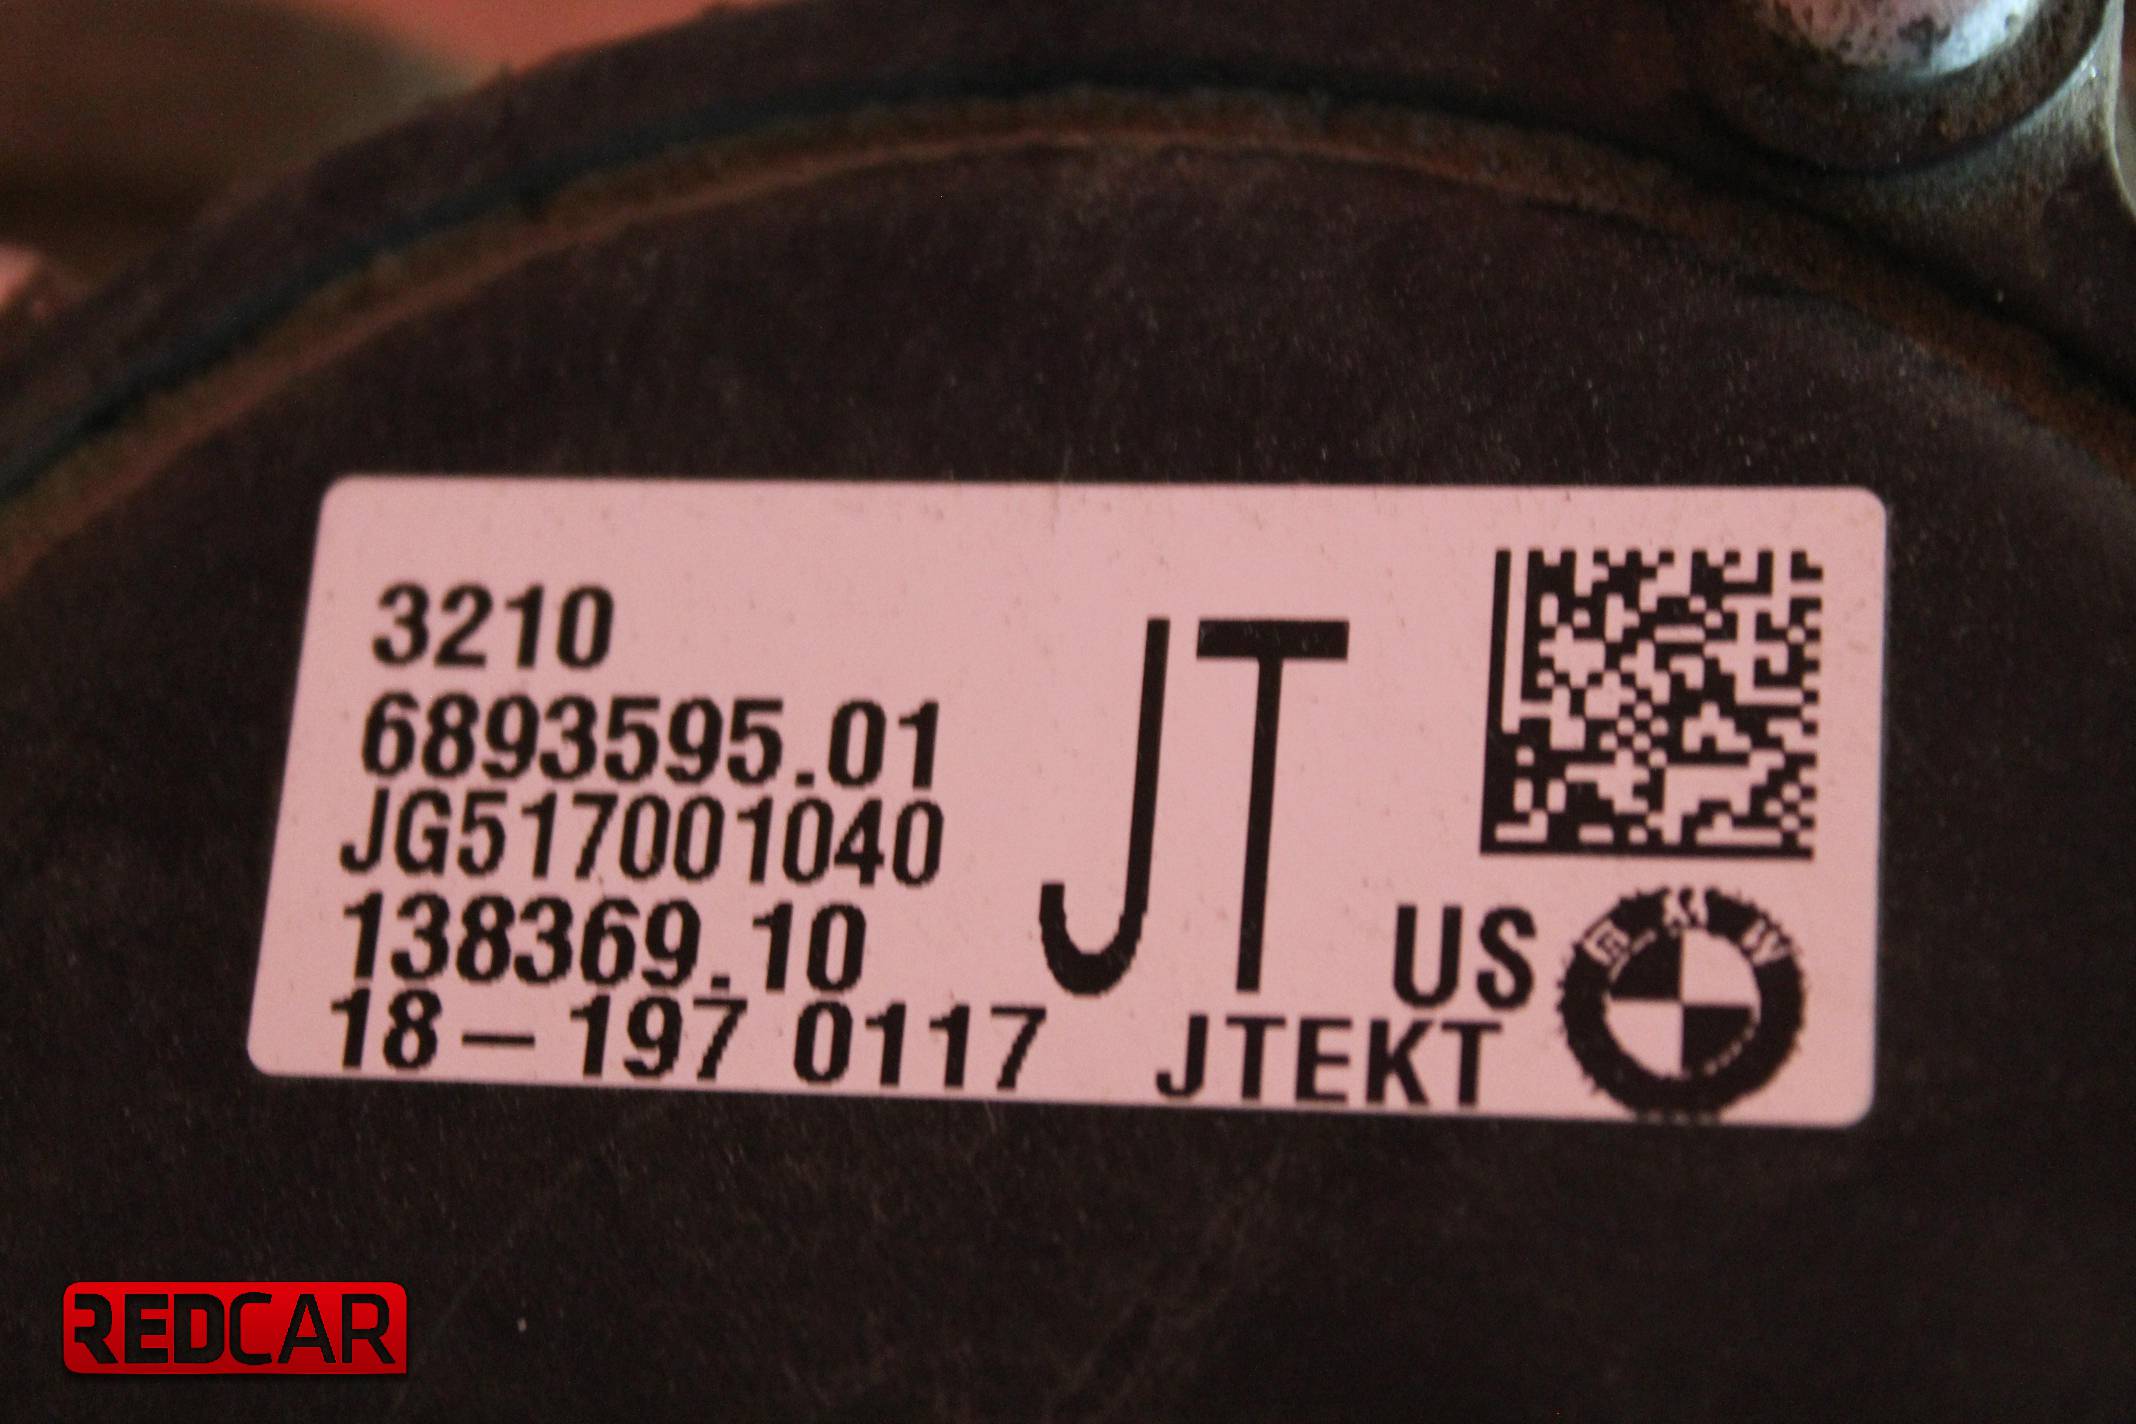 3210
6893595.01
JG517001040
138369.10
18-197 0117
JT
US
JTEKT
REDCAR